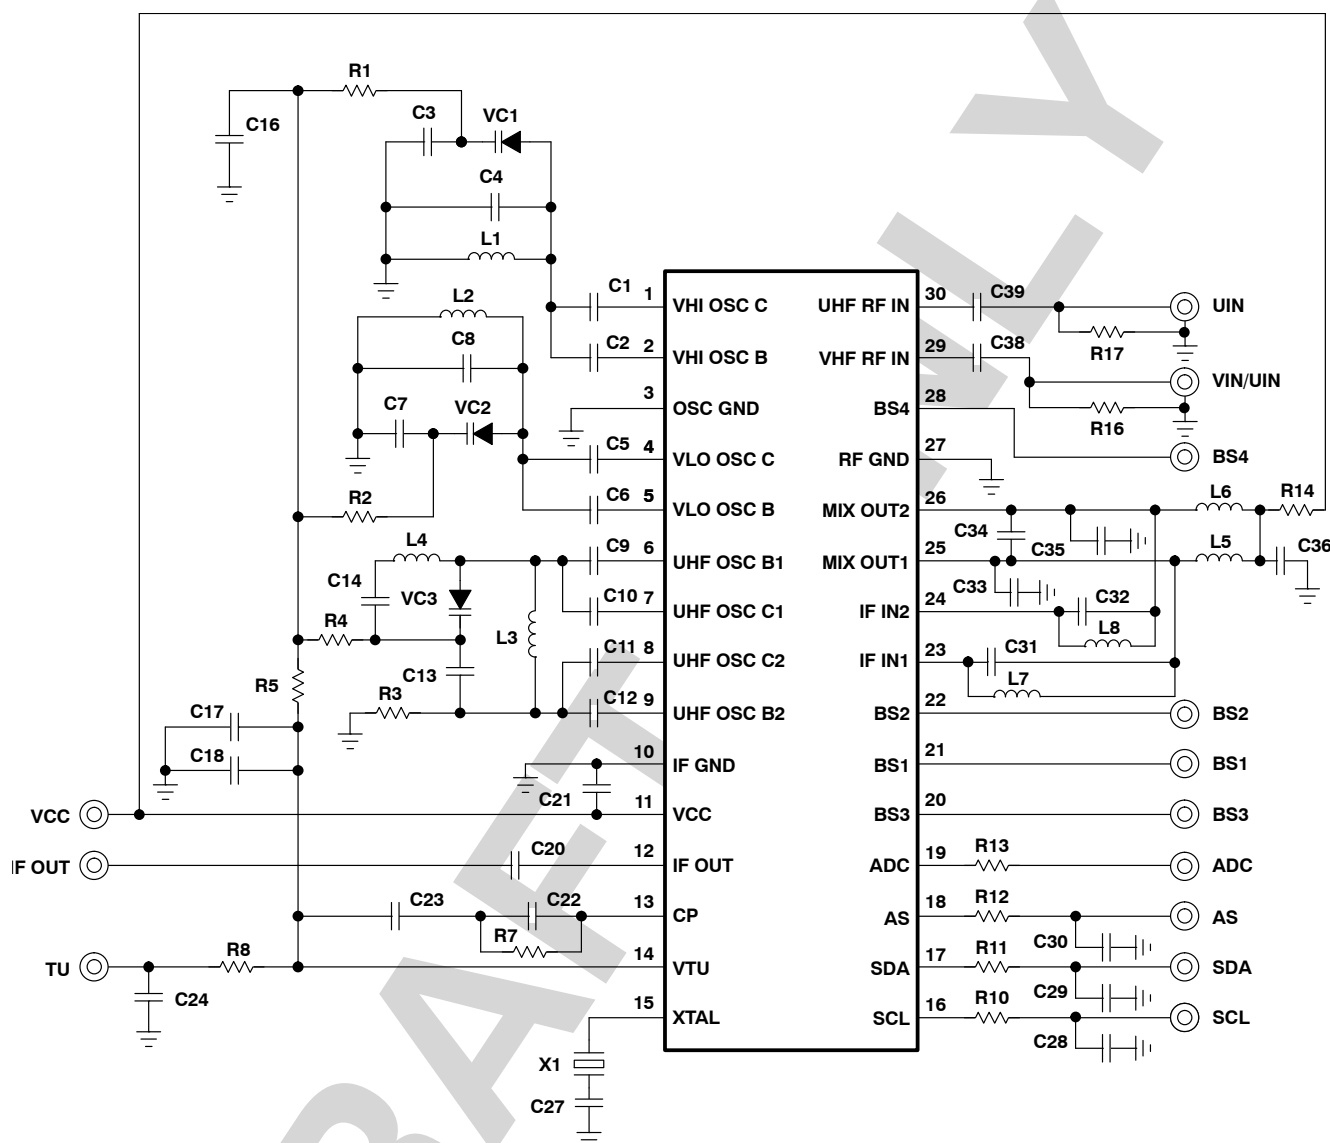 R1
C16
C3
VC1
C4
L1
C1
1
VHI OSC C
UHF RF IN
30
C39
UIN
R17
L2
C2
2
VHI OSC B
VHF RF IN
29
C38
VIN/UIN
R16
C8
3
OSC GND
BS4
28
BS4
C7
VC2
C5
4
VLO OSC C
RF GND
27
R2
C6
5
VLO OSC B
MIX OUT2
26
L6
R14
C34
C35
L4
C9
6
UHF OSC B1
MIX OUT1
25
L5
C36
C33
C14
VC3
C10
7
UHF OSC C1
IF IN2
24
C32
L8
R4
L3
C11
8
UHF OSC C2
IF IN1
23
C31
L7
R5
C13
R3
C12
9
UHF OSC B2
BS2
22
BS2
C17
C18
10
IF GND
BS1
21
BS1
C21
VCC
11
VCC
BS3
20
BS3
IF OUT
C20
12
IF OUT
ADC
19
R13
ADC
C23
C22
13
CP
AS
18
R12
AS
C30
R7
TU
R8
14
VTU
SDA
17
R11
SDA
C29
C24
15
XTAL
SCL
16
R10
SCL
C28
X1
C27
DRAFT ONLY